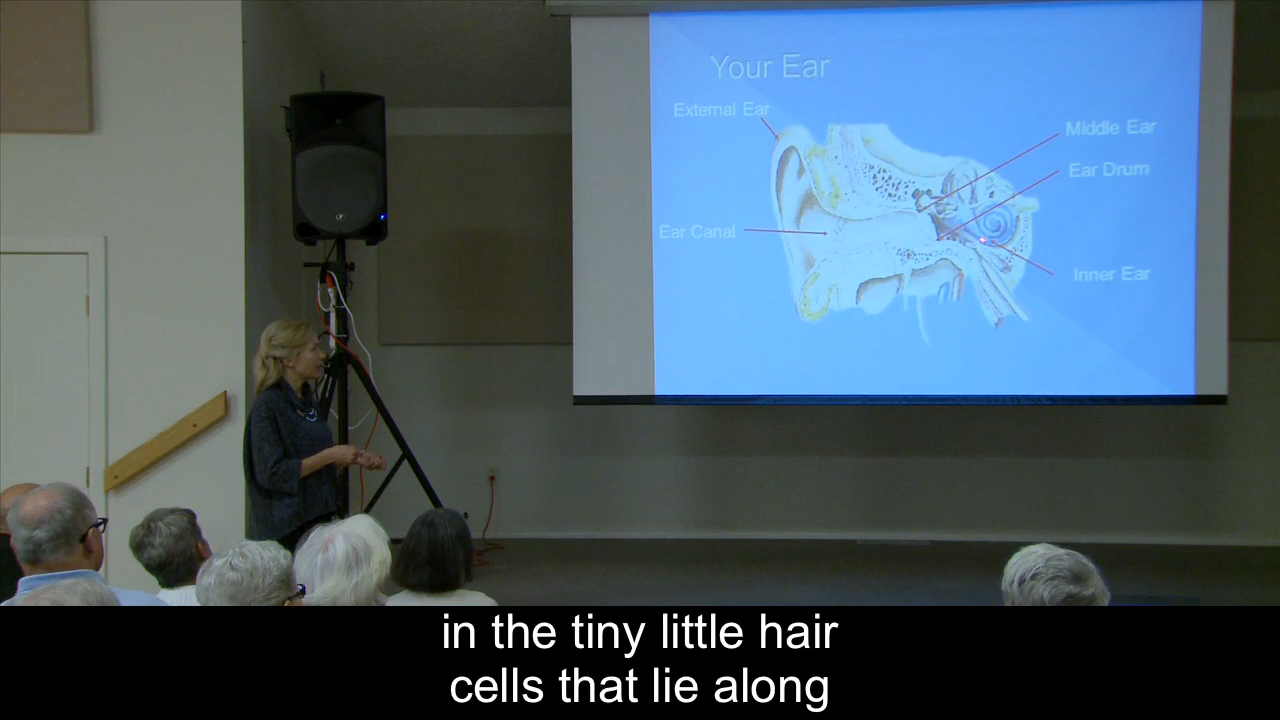 Your Ear
External Ear
Middle Ear
Ear Drum
Ear Canal
Inner Ear
in the tiny little hair
cells that lie along